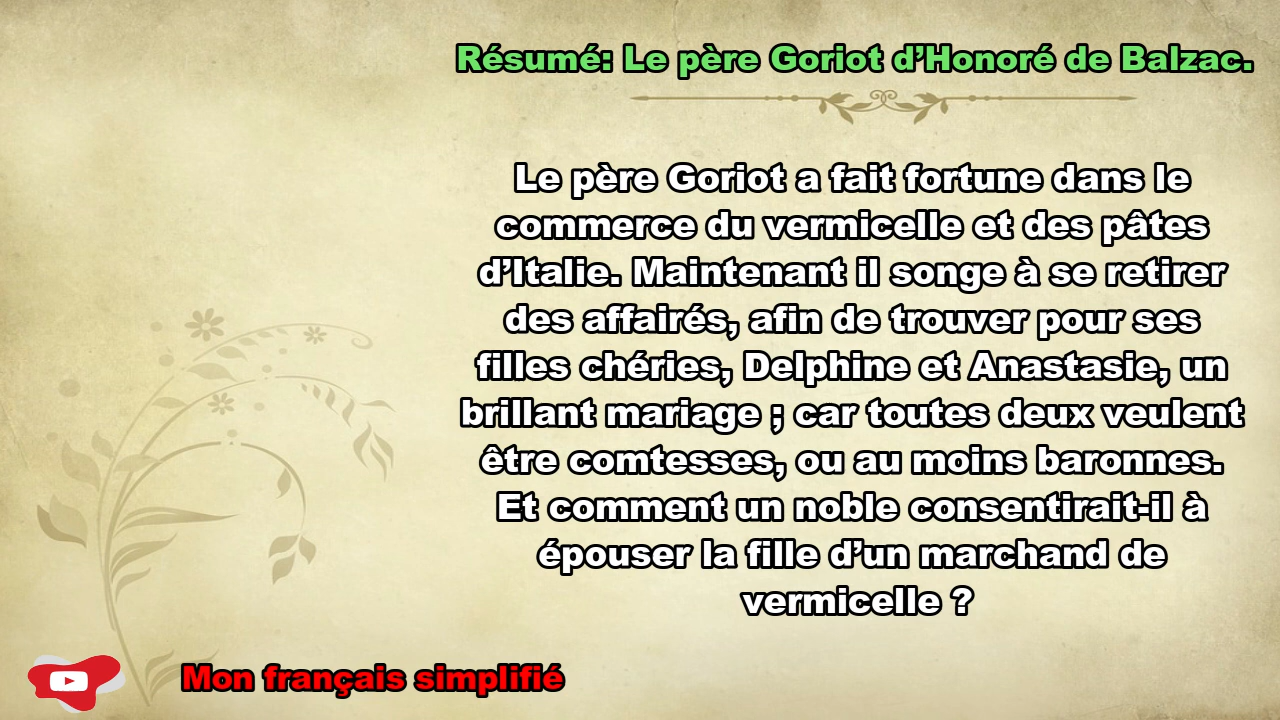 Résumé: Le père Goriot d’Honoré de Balzac.
Le père Goriot a fait fortune dans le
commerce du vermicelle et des pâtes
d’Italie. Maintenant il songe à se retirer
des affairés, afin de trouver pour ses
filles chéries, Delphine et Anastasie, un
brillant mariage ; car toutes deux veulent
être comtesses, ou au moins baronnes.
Et comment un noble consentirait-il à
épouser la fille d’un marchand de
vermicelle ?
Mon français simplifié